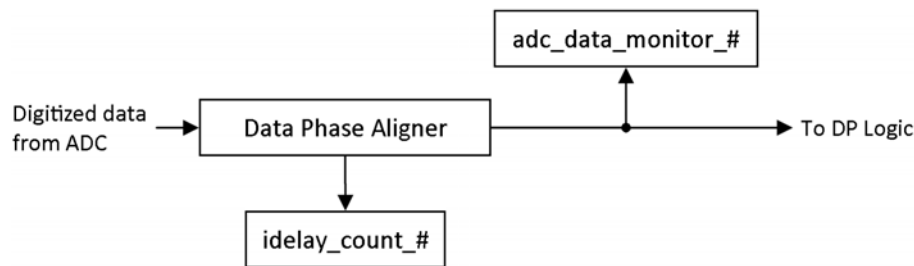 adc_data_monitor_#
Digitized data
from ADC
Data Phase Aligner
To DP Logic
idelay_count_#